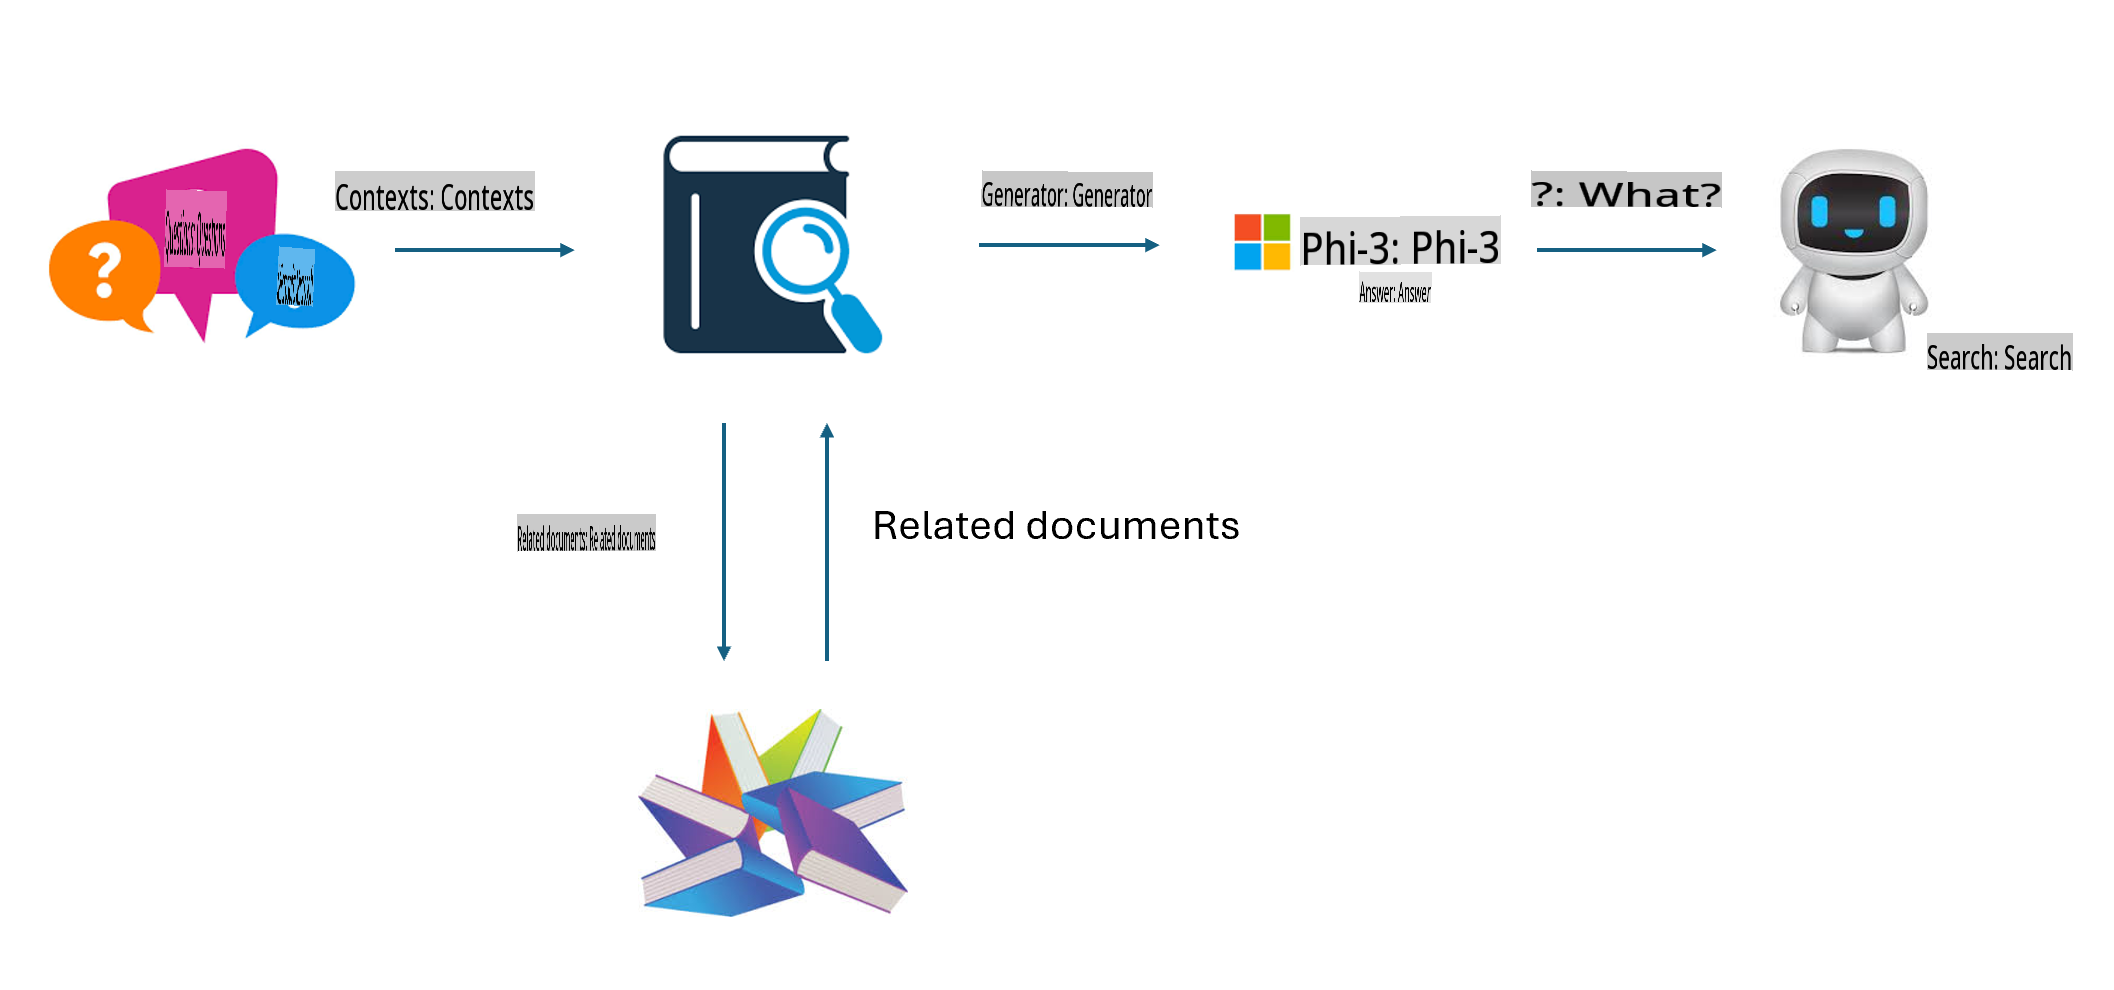 Questions: Questions
?
Contexts: Contexts
Generator: Generator
Phi-3: Phi-3
Answer: Answer
?: What?
Search: Search
Related documents: Related documents
Related documents